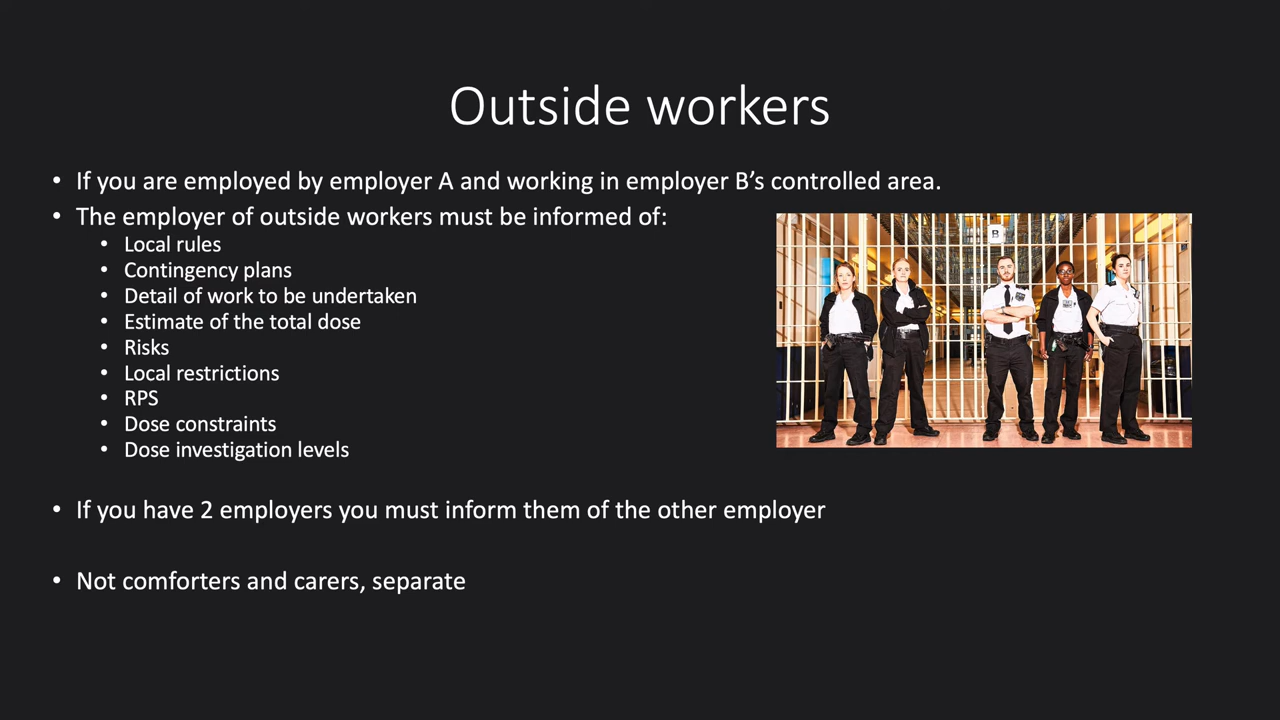 Outside workers
• If you are employed by employer A and working in employer B’s controlled area.
• The employer of outside workers must be informed of:
• Local rules
• Contingency plans
• Detail of work to be undertaken
• Estimate of the total dose
• Risks
• Local restrictions
• RPS
• Dose constraints
• Dose investigation levels
B
• If you have 2 employers you must inform them of the other employer
• Not comforters and carers, separate